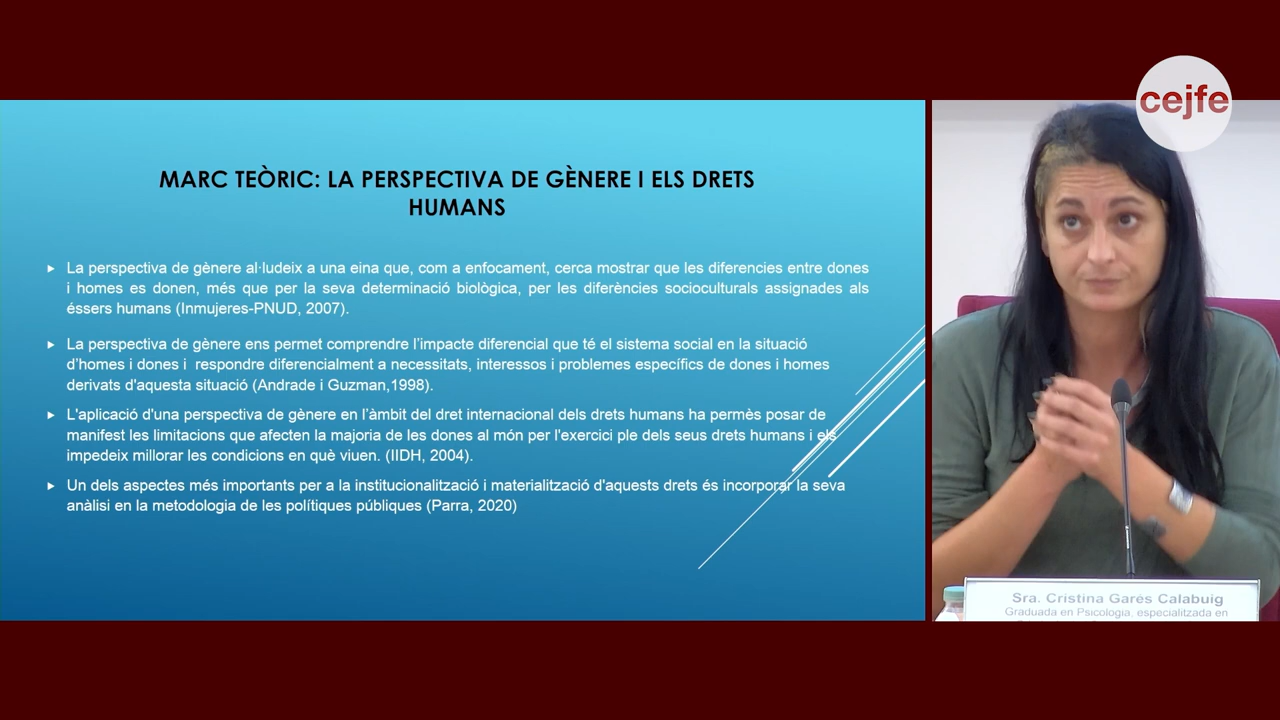 cejfe
MARC TEÒRIC: LA PERSPECTIVA DE GÈNERE I ELS DRETS
HUMANS
La perspectiva de gènere al·ludeix a una eina que, com a enfocament, cerca mostrar que les diferencies entre dones
i homes es donen, més que per la seva determinació biològica, per les diferències socioculturals assignades als
éssers humans (Inmujeres-PNUD, 2007).
La perspectiva de gènere ens permet comprendre l'impacte diferencial que té el sistema social en la situació
d'homes i dones i respondre diferencialment a necessitats, interessos i problemes específics de dones i homes
derivats d'aquesta situació (Andrade i Guzman,1998).
L'aplicació d'una perspectiva de gènere en l'àmbit del dret internacional dels drets humans ha permès posar de
manifest les limitacions que afecten la majoria de les dones al món per l'exercici ple dels seus drets humans i els
impedeix millorar les condicions en què viuen. (IIDH, 2004).
Un dels aspectes més importants per a la institucionalització i materialització d'aquests drets és incorporar la seva
anàlisi en la metodologia de les polítiques públiques (Parra, 2020)
Sra. Cristina Garés Calabuig
Graduada en Psicologia, especialitzada en